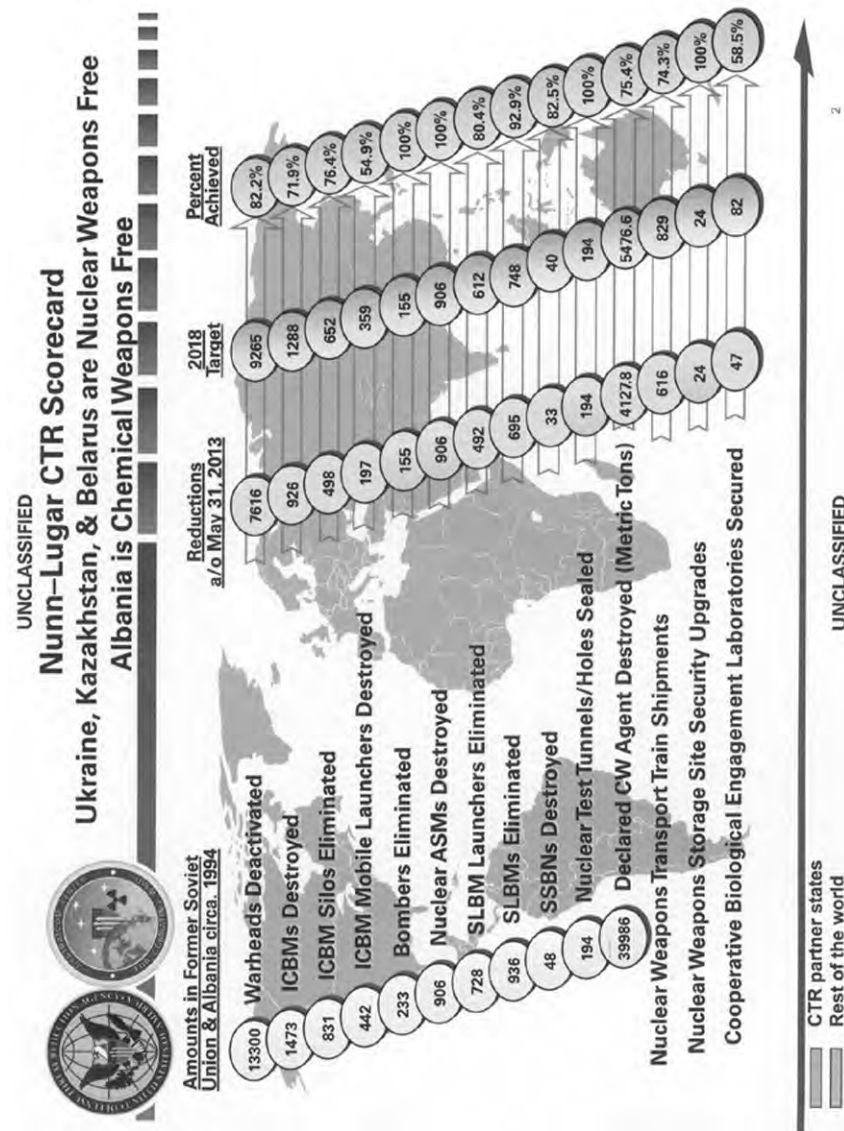 UNCLASSIFIED
Nunn–Lugar CTR Scorecard
Ukraine, Kazakhstan, & Belarus are Nuclear Weapons Free
Albania is Chemical Weapons Free
Amounts in Former Soviet
Union & Albania circa. 1994
Reductions
a/o May 31, 2013
2018
Target
Percent
Achieved
13300 Warheads Deactivated 7616 9265 82.2%
1473 ICBMs Destroyed 926 1288 71.9%
831 ICBM Silos Eliminated 498 652 76.4%
442 ICBM Mobile Launchers Destroyed 197 359 54.9%
233 Bombers Eliminated 155 155 100%
906 Nuclear ASMs Destroyed 906 906 100%
728 SLBM Launchers Eliminated 492 612 80.4%
936 SLBMs Eliminated 695 748 92.9%
48 SSBNs Destroyed 33 40 82.5%
194 Nuclear Test Tunnels/Holes Sealed 194 194 100%
39986 Declared CW Agent Destroyed (Metric Tons) 4127.8 5476.6 75.4%
Nuclear Weapons Transport Train Shipments 616 829 74.3%
Nuclear Weapons Storage Site Security Upgrades 24 24 100%
Cooperative Biological Engagement Laboratories Secured 47 82 58.5%
CTR partner states
Rest of the world
UNCLASSIFIED
2